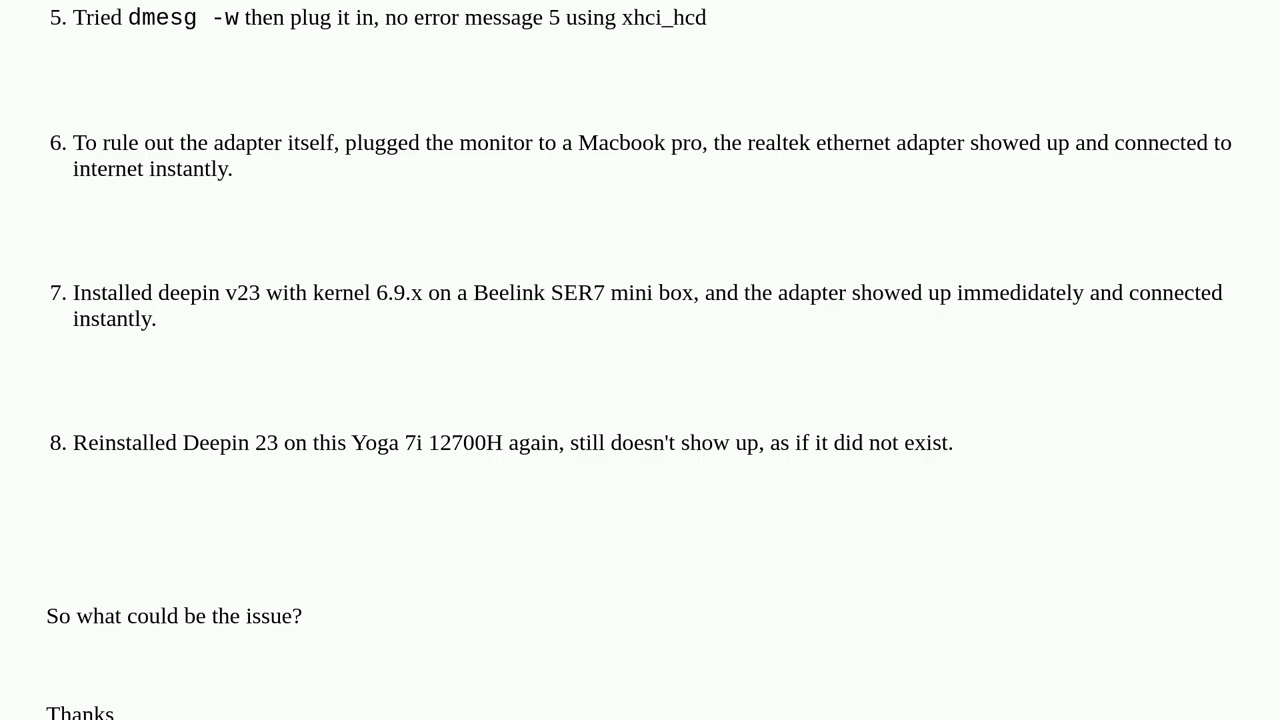 5. Tried dmesg -w then plug it in, no error message 5 using xhci_hcd
6. To rule out the adapter itself, plugged the monitor to a Macbook pro, the realtek ethernet adapter showed up and connected to
internet instantly.
7. Installed deepin v23 with kernel 6.9.x on a Beelink SER7 mini box, and the adapter showed up immedidately and connected
instantly.
8. Reinstalled Deepin 23 on this Yoga 7i 12700H again, still doesn't show up, as if it did not exist.
So what could be the issue?
Thanks